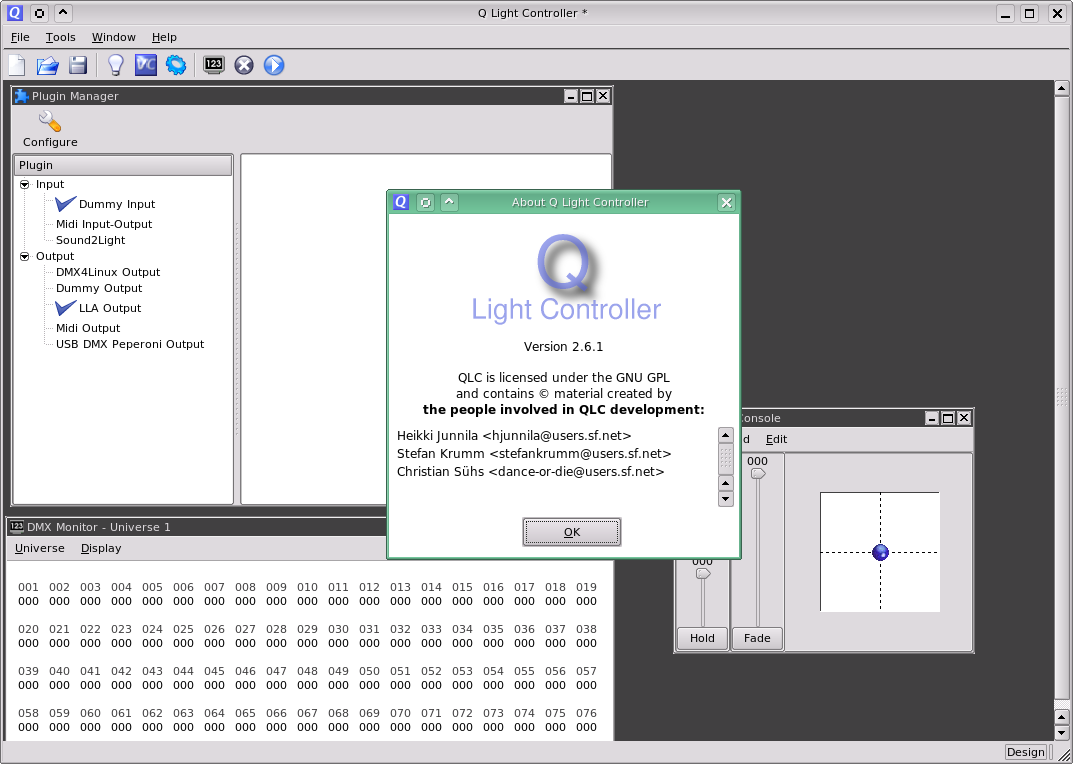 Q Light Controller *
File Tools Window Help
VC 123
Plugin Manager
Configure
Plugin
Input
Dummy Input
Midi Input-Output
Sound2Light
Output
DMX4Linux Output
Dummy Output
LLA Output
Midi Output
USB DMX Peperoni Output
Q About Q Light Controller
Q
Light Controller
Version 2.6.1
QLC is licensed under the GNU GPL
and contains © material created by
the people involved in QLC development:
Heikki Junnila <hjunnila@users.sf.net>
Stefan Krumm <stefankrumm@users.sf.net>
Christian Sühs <dance-or-die@users.sf.net>
OK
Console
d Edit
000
000
Hold Fade
123 DMX Monitor - Universe 1
Universe Display
001 002 003 004 005 006 007 008 009 010 011 012 013 014 015 016 017 018 019
000 000 000 000 000 000 000 000 000 000 000 000 000 000 000 000 000 000 000
020 021 022 023 024 025 026 027 028 029 030 031 032 033 034 035 036 037 038
000 000 000 000 000 000 000 000 000 000 000 000 000 000 000 000 000 000 000
039 040 041 042 043 044 045 046 047 048 049 050 051 052 053 054 055 056 057
000 000 000 000 000 000 000 000 000 000 000 000 000 000 000 000 000 000 000
058 059 060 061 062 063 064 065 066 067 068 069 070 071 072 073 074 075 076
000 000 000 000 000 000 000 000 000 000 000 000 000 000 000 000 000 000 000
Design